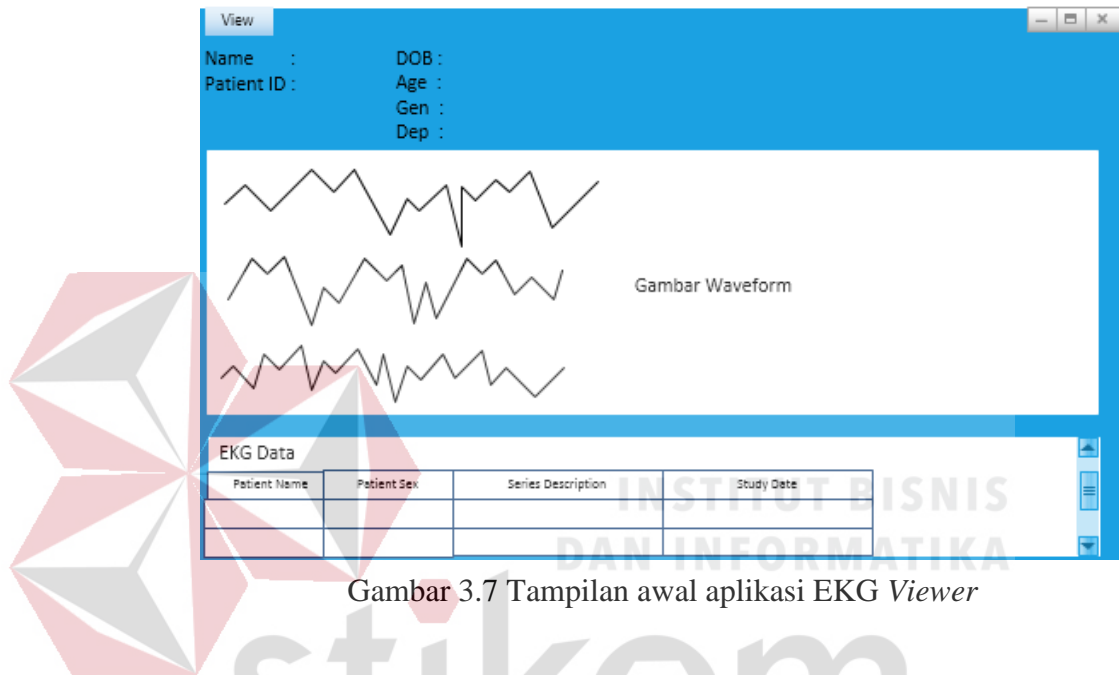 View
Name : DOB :
Patient ID : Age :
Gen :
Dep :
Gambar Waveform
EKG Data
Patient Name Patient Sex Series Description Study Date
INSTITUT BISNIS
DAN INFORMATIKA
Gambar 3.7 Tampilan awal aplikasi EKG Viewer
stikom